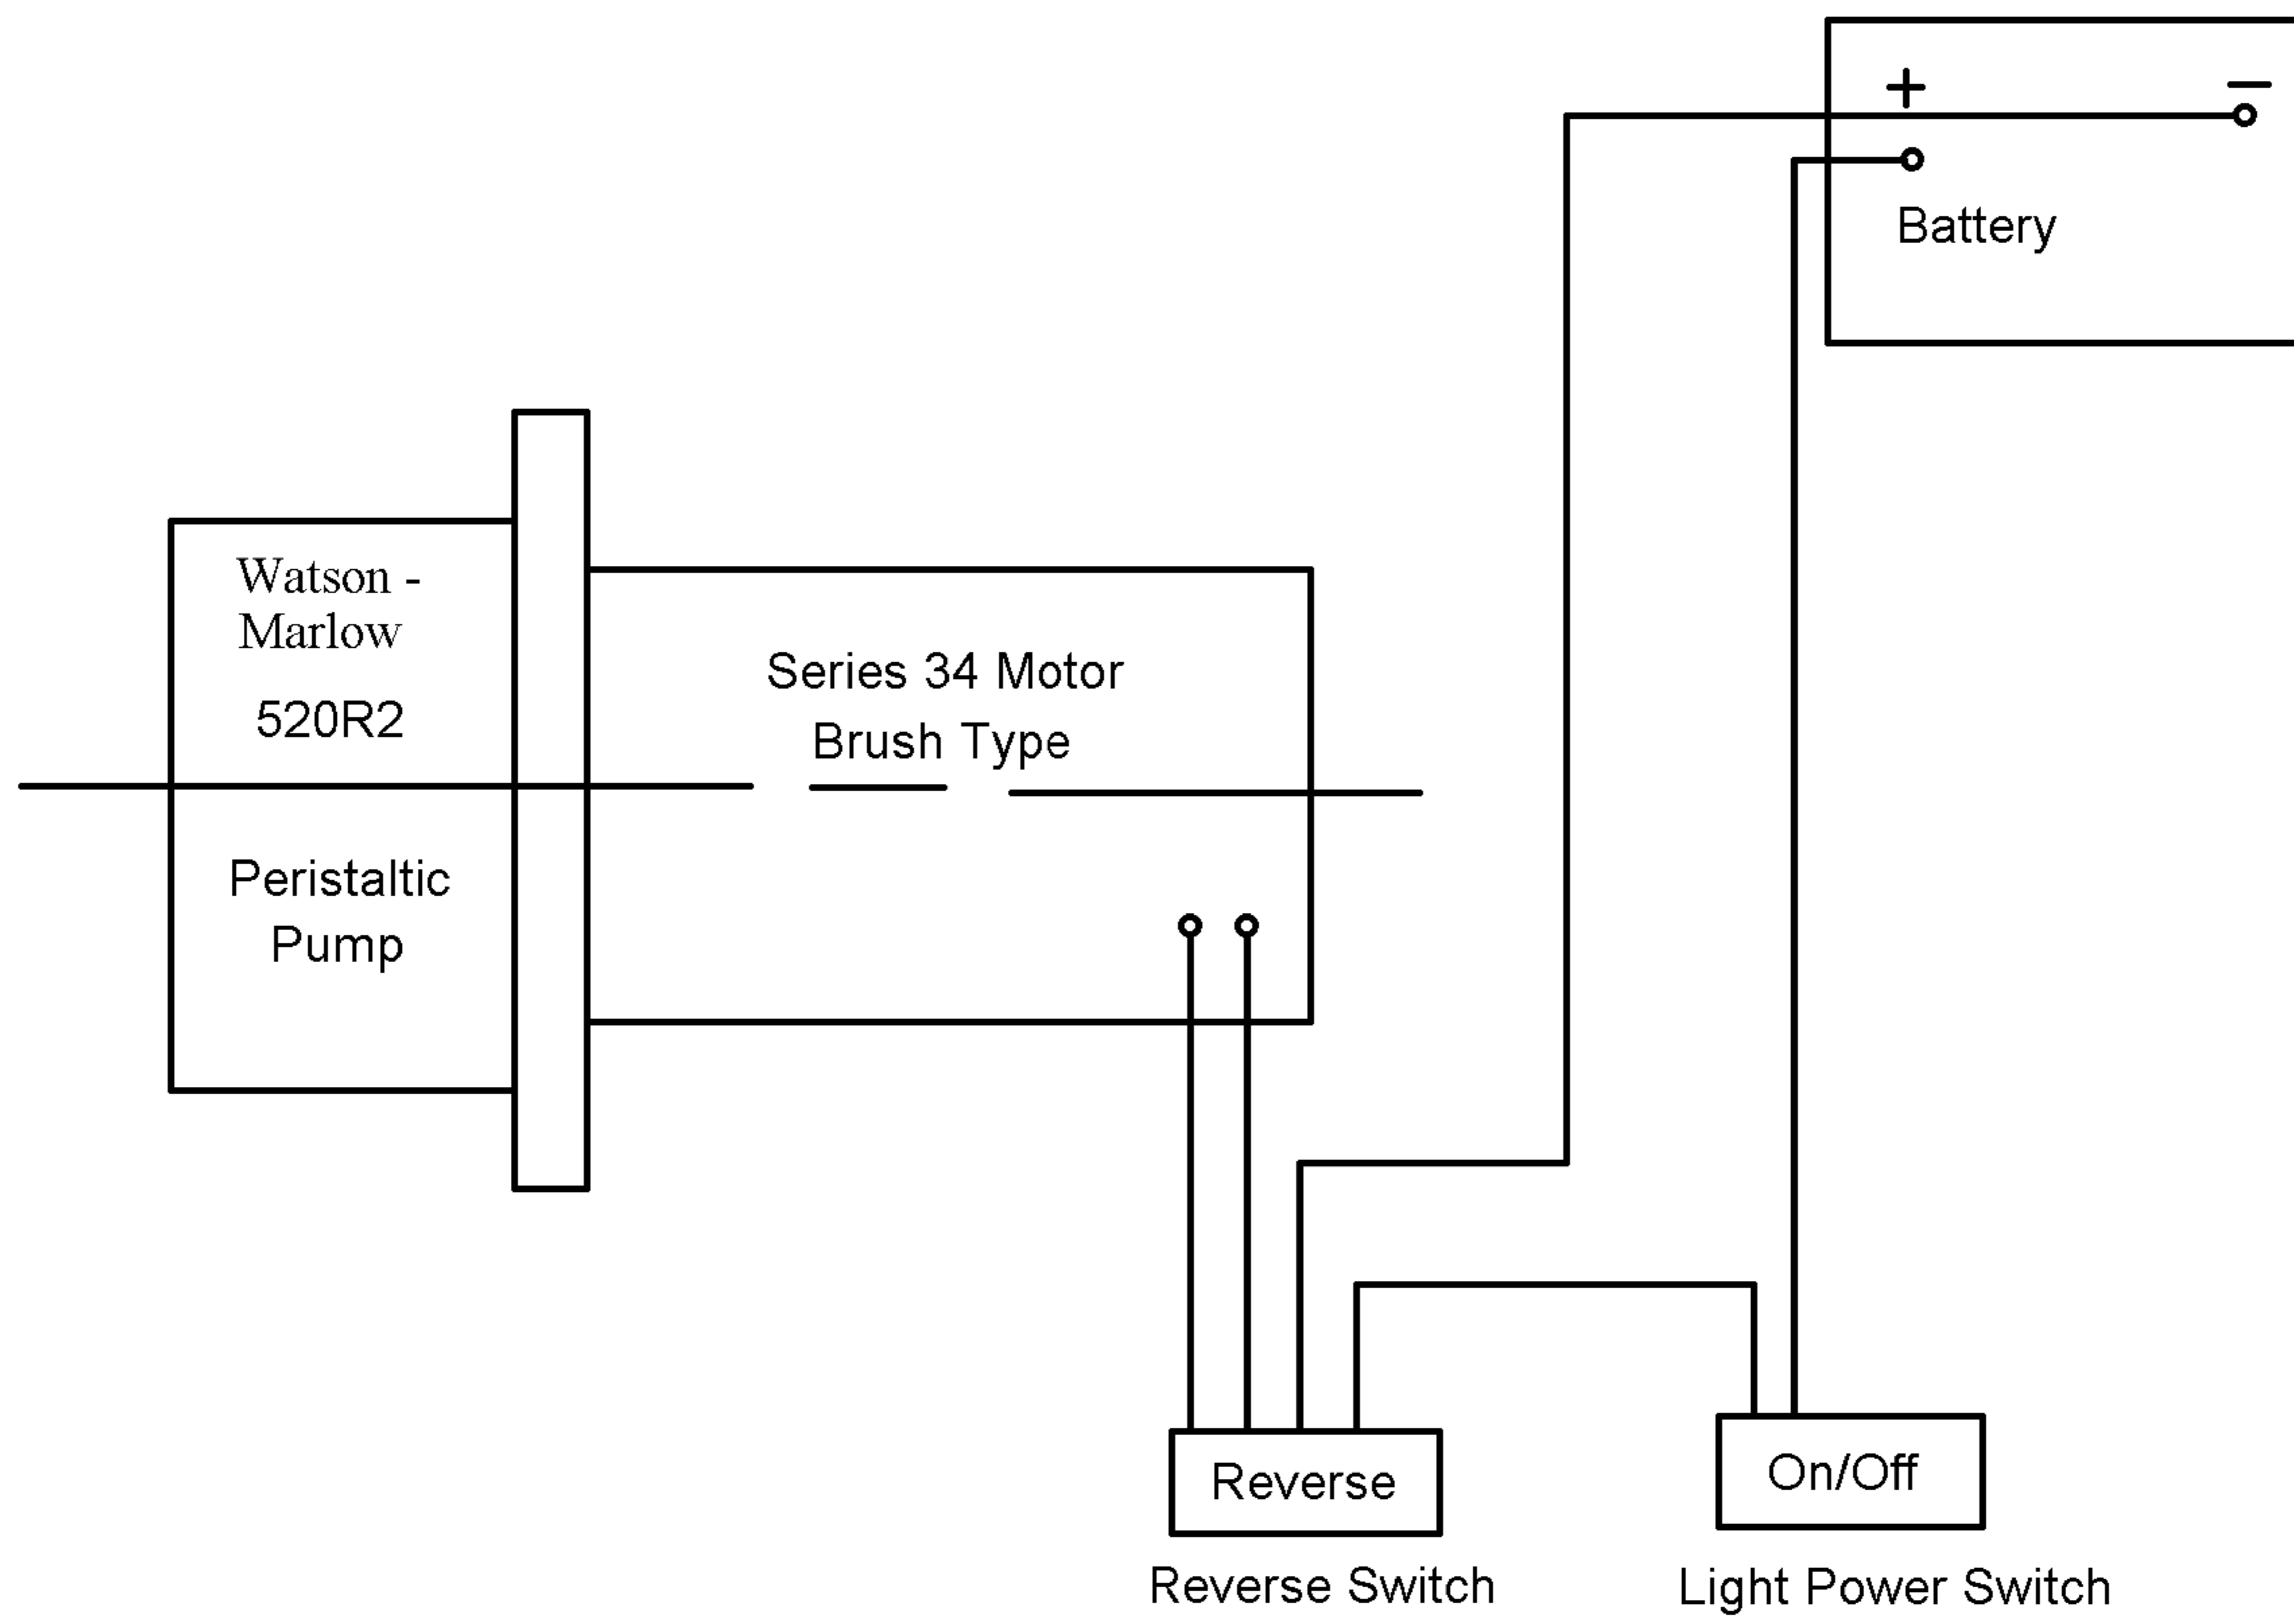 + −
Battery
Watson -
Marlow
520R2
Peristaltic
Pump
Series 34 Motor
Brush Type
Reverse
Reverse Switch
On/Off
Light Power Switch